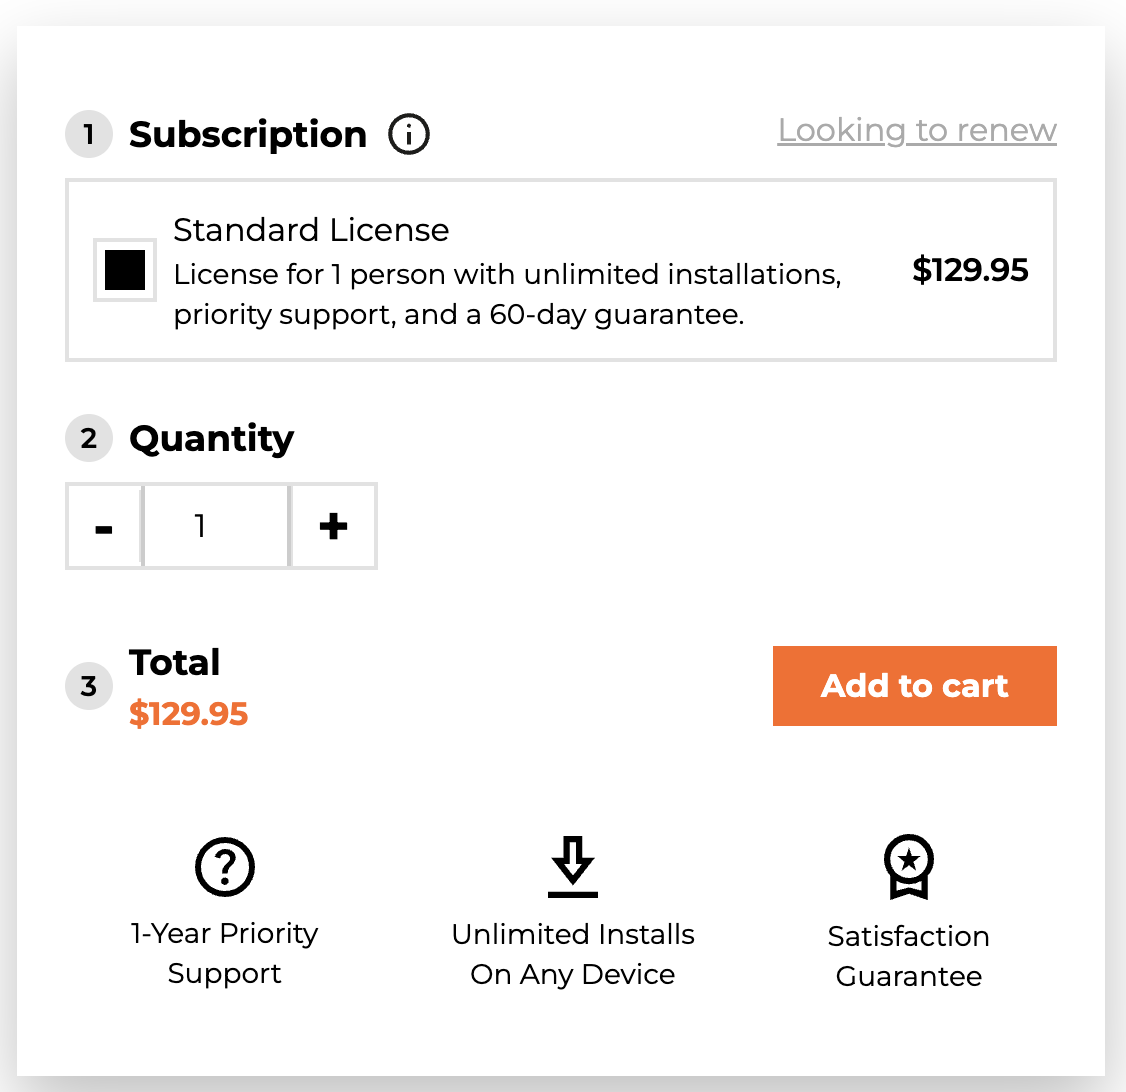 1 Subscription i Looking to renew
Standard License
License for 1 person with unlimited installations,
priority support, and a 60-day guarantee.
$129.95
2 Quantity
- 1 +
3 Total
$129.95
Add to cart
?
1-Year Priority
Support
Unlimited Installs
On Any Device
Satisfaction
Guarantee